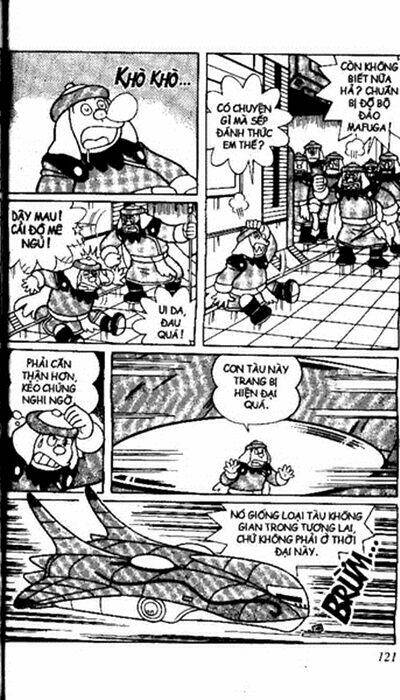 KHÒ KHÒ...
DẬY MAU!
CÁI ĐỒ MÊ
NGỦ!
UI DA,
ĐAU
QUÁ!
CÓ CHUYỆN
GÌ MÀ SẾP
ĐÁNH THỨC
EM THẾ?
CÒN KHÔNG
BIẾT NỮA
HẢ? CHUẨN
BỊ ĐỔ BỘ
ĐẢO
MAFUGA!
PHẢI CẨN
THẬN HƠN,
KẺO CHÚNG
NGHI NGỜ.
CON TÀU NÀY
TRANG BỊ
HIỆN ĐẠI
QUÁ.
NÓ GIỐNG LOẠI TÀU KHÔNG
GIAN TRONG TƯƠNG LAI,
CHỨ KHÔNG PHẢI Ở THỜI
ĐẠI NÀY.
BRÙM...
121